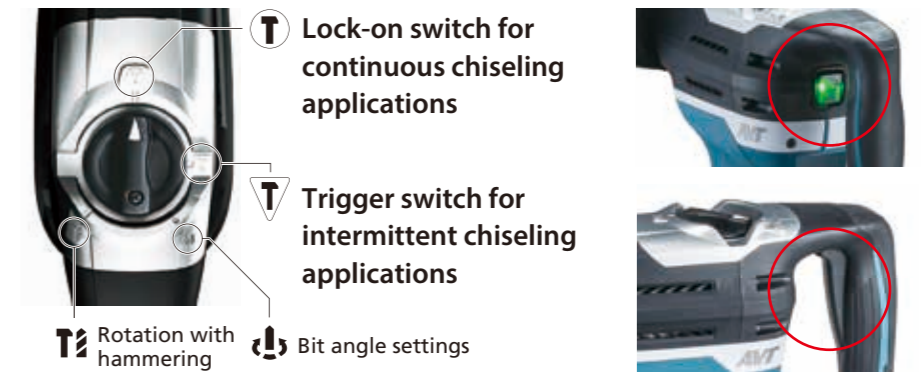 Lock-on switch for
continuous chiseling
applications
Trigger switch for
intermittent chiseling
applications
Rotation with
hammering
Bit angle settings
AVT
AVT